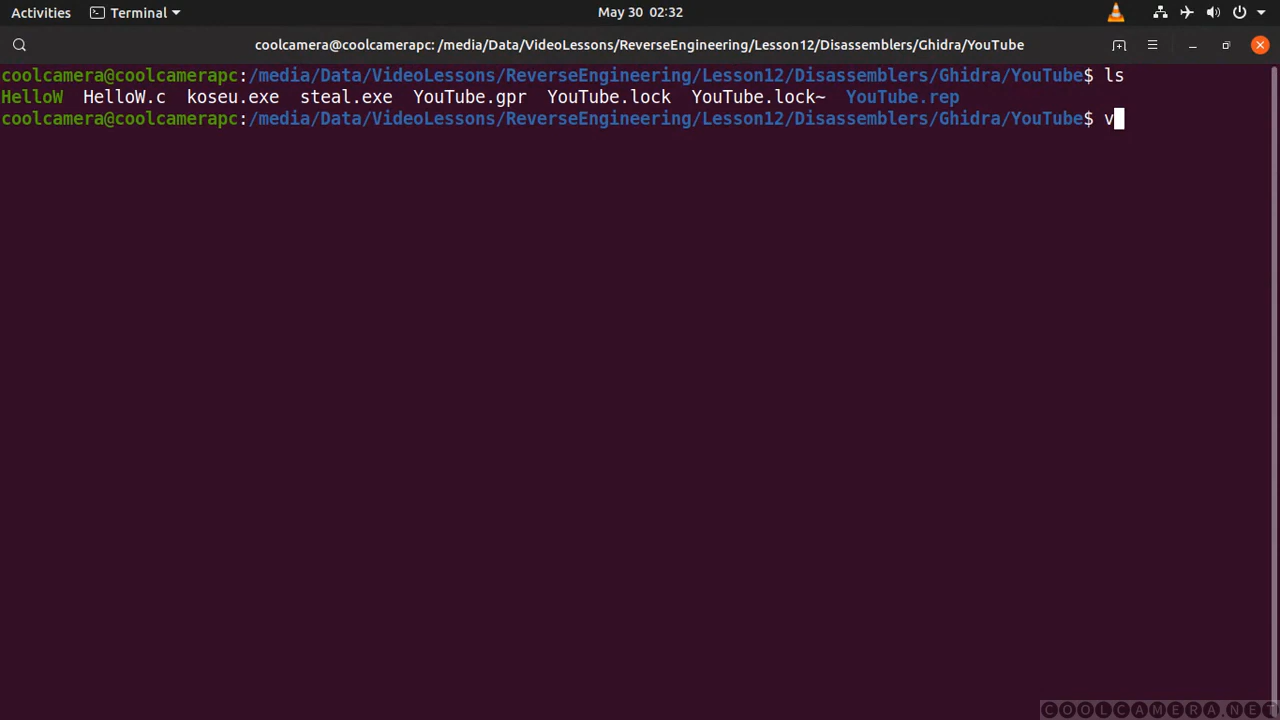 Activities Terminal May 30 02:32
coolcamera@coolcamerapc: /media/Data/VideoLessons/ReverseEngineering/Lesson12/Disassemblers/Ghidra/YouTube
coolcamera@coolcamerapc:/media/Data/VideoLessons/ReverseEngineering/Lesson12/Disassemblers/Ghidra/YouTube$ ls
HelloW HelloW.c koseu.exe steal.exe YouTube.gpr YouTube.lock YouTube.lock~ YouTube.rep
coolcamera@coolcamerapc:/media/Data/VideoLessons/ReverseEngineering/Lesson12/Disassemblers/Ghidra/YouTube$ v
COOLCAMERA.NET